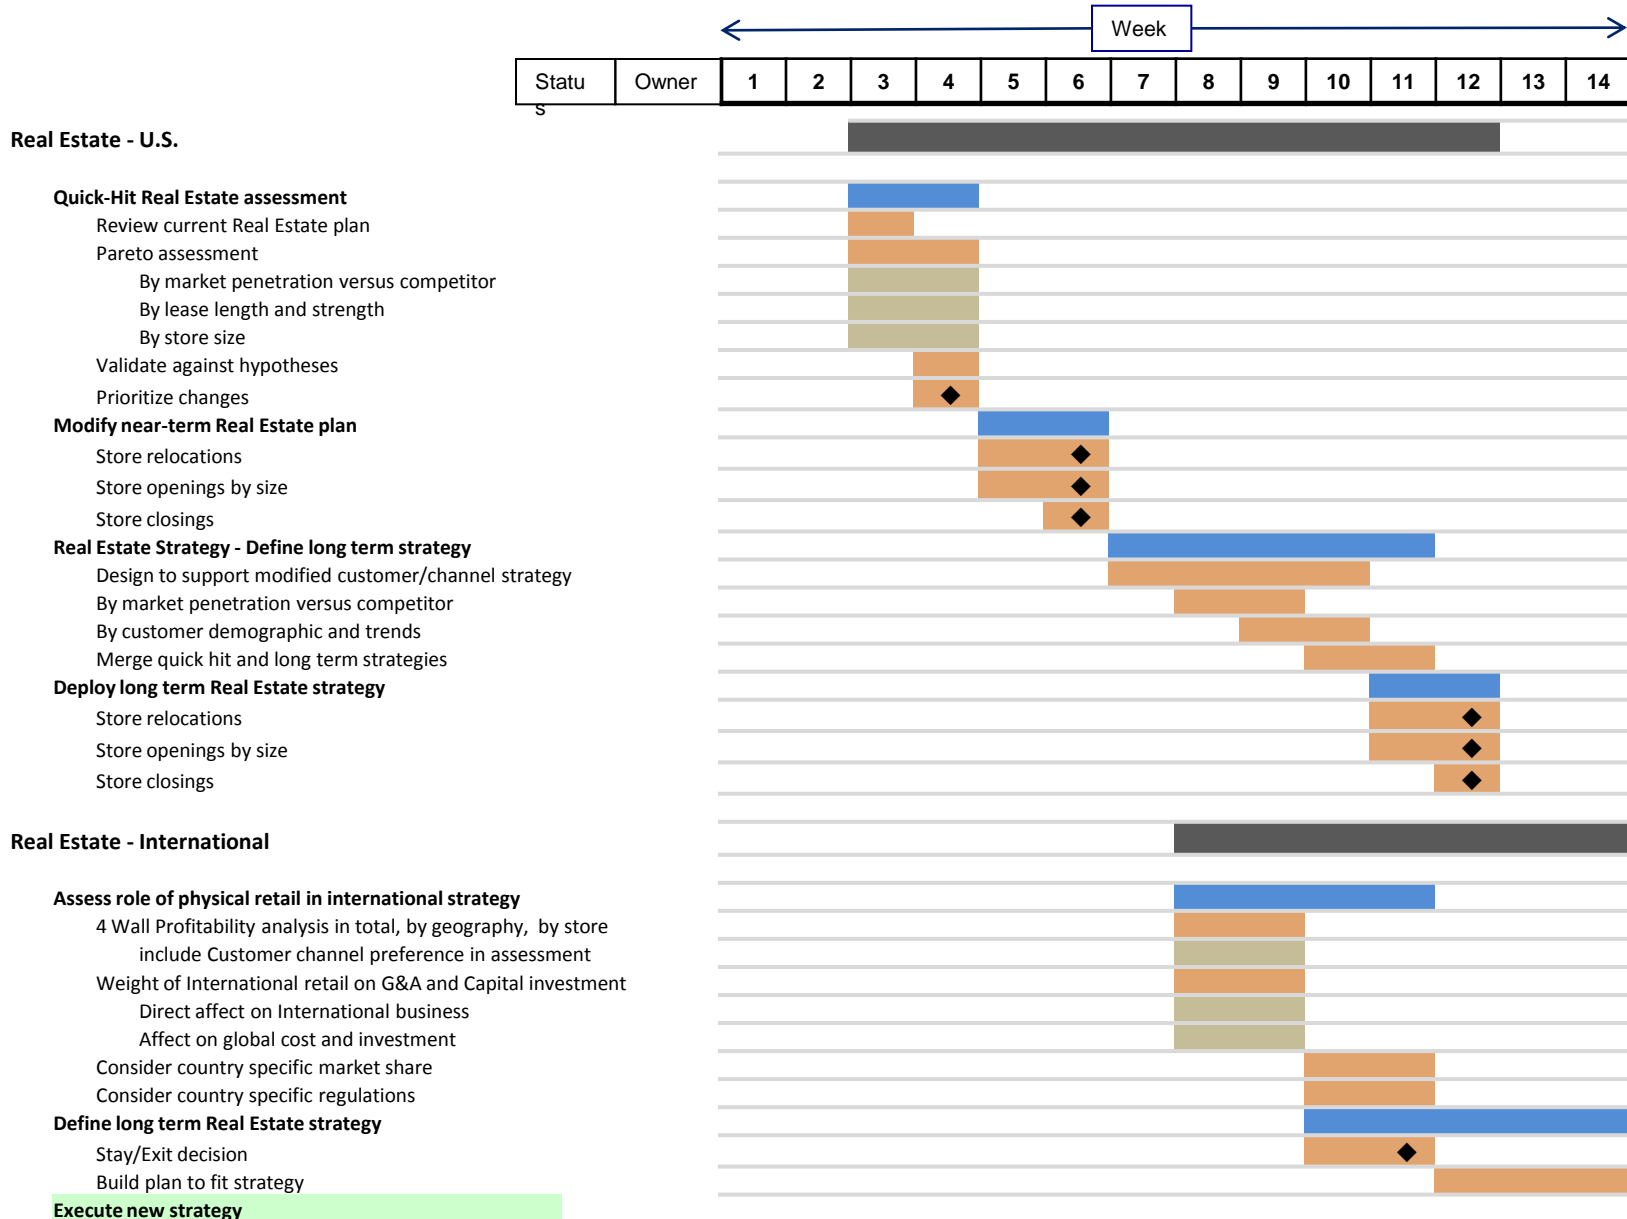 Week
Statu
s
Owner
1 2 3 4 5 6 7 8 9 10 11 12 13 14
Real Estate - U.S.
Quick-Hit Real Estate assessment
Review current Real Estate plan
Pareto assessment
By market penetration versus competitor
By lease length and strength
By store size
Validate against hypotheses
Prioritize changes
Modify near-term Real Estate plan
Store relocations
Store openings by size
Store closings
Real Estate Strategy - Define long term strategy
Design to support modified customer/channel strategy
By market penetration versus competitor
By customer demographic and trends
Merge quick hit and long term strategies
Deploy long term Real Estate strategy
Store relocations
Store openings by size
Store closings
Real Estate - International
Assess role of physical retail in international strategy
4 Wall Profitability analysis in total, by geography, by store
include Customer channel preference in assessment
Weight of International retail on G&A and Capital investment
Direct affect on International business
Affect on global cost and investment
Consider country specific market share
Consider country specific regulations
Define long term Real Estate strategy
Stay/Exit decision
Build plan to fit strategy
Execute new strategy